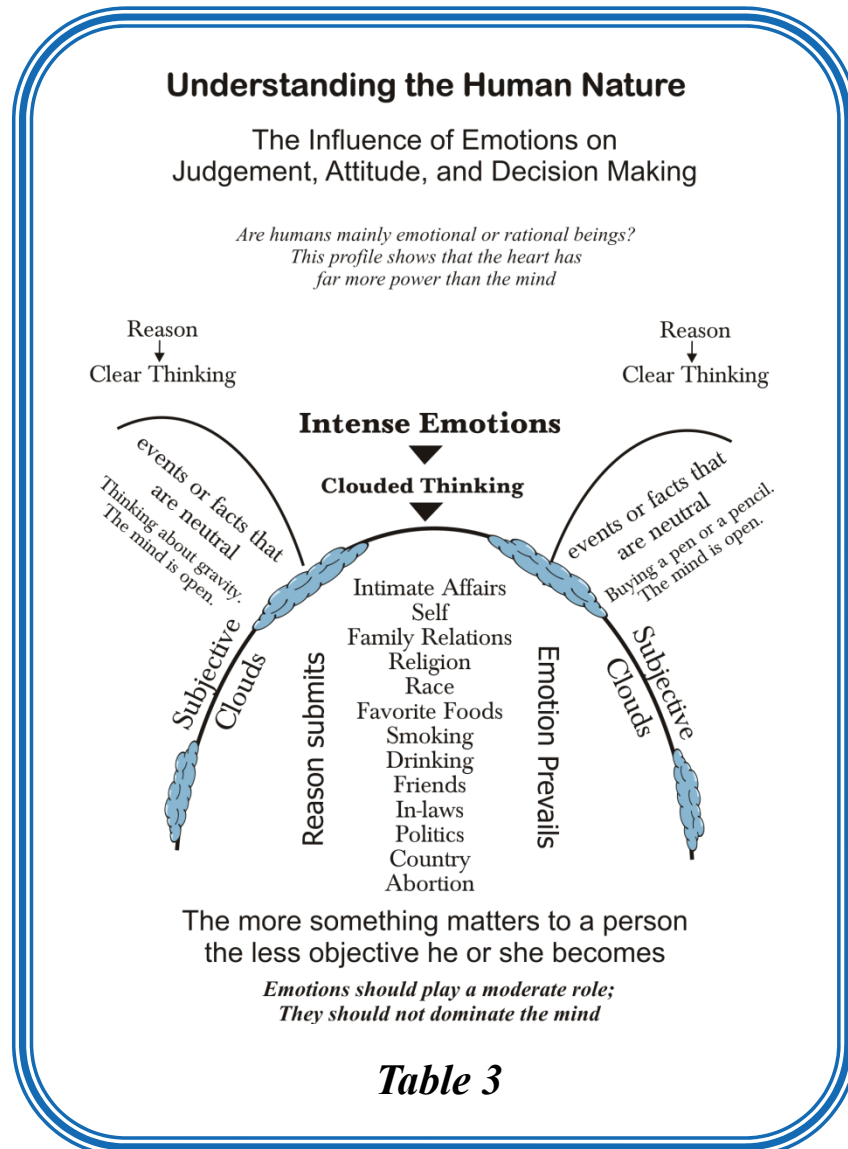 Understanding the Human Nature
The Influence of Emotions on
Judgement, Attitude, and Decision Making
Are humans mainly emotional or rational beings?
This profile shows that the heart has
far more power than the mind
Reason
Clear Thinking
Reason
Clear Thinking
Intense Emotions
Clouded Thinking
events or facts that
are neutral
Thinking about gravity.
The mind is open.
events or facts that
are neutral
Buying a pen or a pencil.
The mind is open.
Subjective
Clouds
Reason submits
Intimate Affairs
Self
Family Relations
Religion
Race
Favorite Foods
Smoking
Drinking
Friends
In-laws
Politics
Country
Abortion
Emotion Prevails
Subjective
Clouds
The more something matters to a person
the less objective he or she becomes
Emotions should play a moderate role;
They should not dominate the mind
Table 3